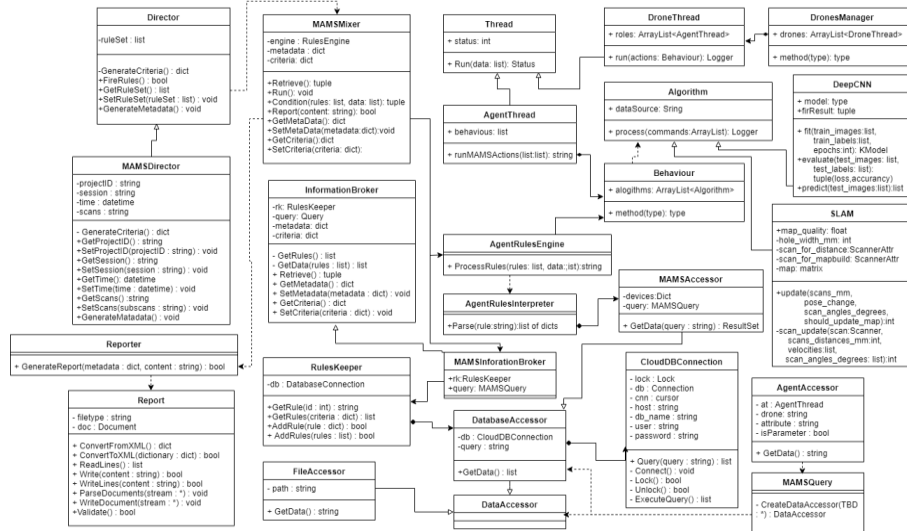 Director
-ruleSet : list
-GenerateCriteria() : dict
+FireRules() : bool
+GetRuleSet() : list
+SetRuleSet(ruleSet : list) : void
+GenerateMetadata() : void
MAMSMixer
-engine : RulesEngine
-metadata : dict
-criteria: dict
+Retrieve(): tuple
+Run(): void
+Condition(rules: list, data: list): tuple
+Report(content: string): bool
+GetMetaData(): dict
+SetMetaData(metadata:dict):void
+GetCriteria():dict
+SetCriteria(criteria: dict):
Thread
+ status: int
+ Run(data: list): Status
DroneThread
+ roles: ArrayList<AgentThread>
+ run(actions: Behaviour): Logger
DronesManager
+ drones: ArrayList<DroneThread>
+ method(type): type
Algorithm
+ dataSource: String
+ process(commands:ArrayList): Logger
DeepCNN
+ model: type
+firResult: tuple
+ fit(train_images:list,
train_labels:list,
epochs:int): KModel
+evaluate(test_images: list,
test_labels: list):
tuple(loss,accurancy)
+predict(test_images:list):list
AgentThread
+ behavious: list
+ runMAMSActions(list:list): string
MAMSDirector
-projectID : string
-session : string
-time : datetime
-scans : string
- GenerateCriteria() : dict
+GetProjectID() : string
+SetProjectID(projectID : string) : void
+GetSession() : string
+SetSession(session : string) : void
+GetTime(): datetime
+SetTime(time : datetime) : void
+GetScans() :string
+SetScans(subscans : string) : void
+GenerateMatadata() : void
InformationBroker
-rk: RulesKeeper
-query: Query
-metadata: dict
-criteria: dict
- GetRules() : list
- GetData(rules : list) : list
+ Retrieve() : tuple
+ GetMetadata() : dict
+ SetMetadata(metadata : dict) : void
+ GetCriteria() : dict
+ SetCriteria(criteria : dict) : void
Behaviour
+ alogithms: ArrayList<Algorithm>
+ method(type): type
SLAM
+map_quality: float
-hole_width_mm: int
-scan_for_distance:ScannerAttr
-scan_for_mapbuild: ScannerAttr
-map: matrix
+update(scans_mm,
pose_change,
scan_angles_degrees,
should_update_map):int
-scan_update(scan:Scanner,
scans_distances_mm:int,
velocities:list,
scan_angles_degrees: list):int
AgentRulesEngine
+ ProcessRules(rules: list, data:;ist):string
AgentRulesInterpreter
+Parse(rule:string):list of dicts
MAMSAccessor
-devices:Dict
-query: MAMSQuery
+ GetData(query : string) : ResultSet
Reporter
+ GenerateReport(metadata : dict, content : string) : bool
MAMSInforationBroker
+rk:RulesKeeper
+query: MAMSQuery
Report
- filetype : string
- doc : Document
+ ConvertFromXML() : dict
+ ConvertToXML(dictionary : dict) : bool
+ ReadLines() : list
+ Write(content : string) : bool
+ WriteLines(content : string) : bool
+ ParseDocuments(stream : *) : void
+ WriteDocument(stream : *) : void
+Validate() : bool
RulesKeeper
-db : DatabaseConnection
+GetRule(id : int) : string
+GetRules(criteria : dict) : list
+AddRule(rule : dict) : bool
+ AddRules(rules : list) : bool
DatabaseAccessor
-db : CloudDBConnection
-query : string
+GetData() : list
CloudDBConnection
- lock : Lock
- db : Connection
- cnn : cursor
- host : string
- db_name : string
- user : string
- password : string
+ Query(query : string) : list
- Connect() : void
- Lock() : bool
- Unlock() : bool
- ExecuteQuery() : list
AgentAccessor
- at : AgentThread
- drone: string
- attribute : string
- isParameter : bool
+ GetData() : string
FileAccessor
- path : string
+ GetData() : string
DataAccessor
MAMSQuery
- CreateDataAccessor(TBD
: *) : DataAccessor